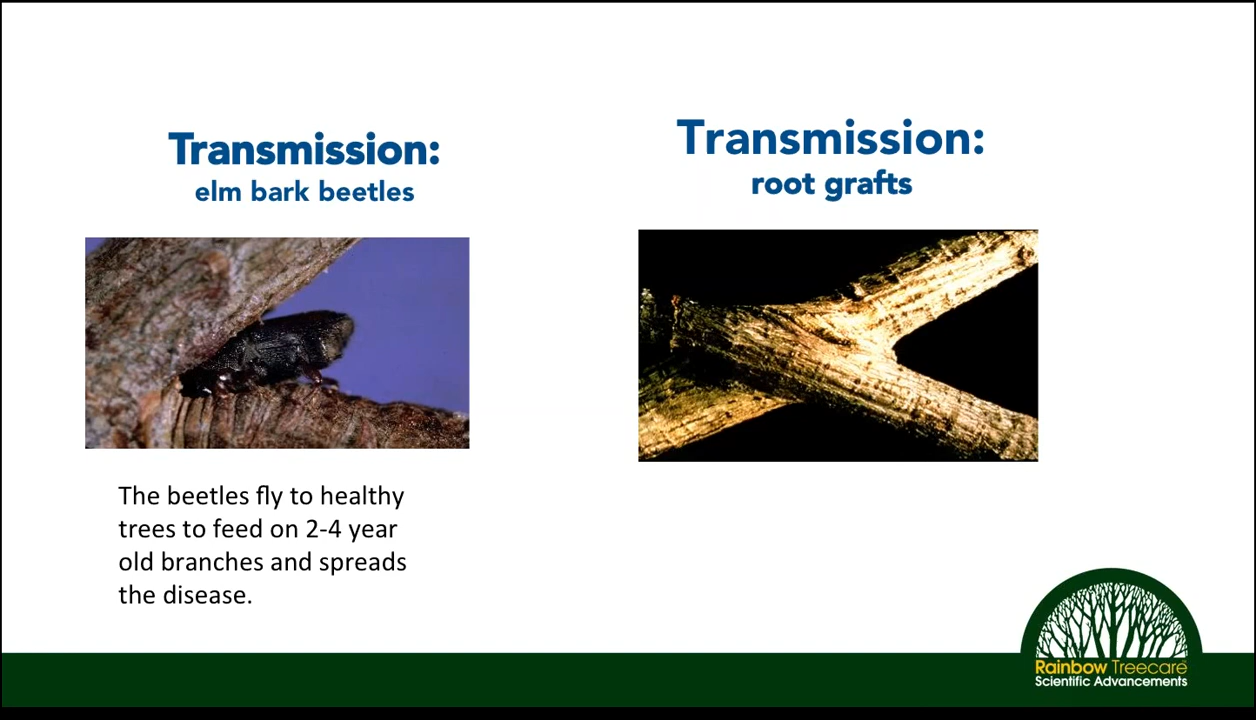 Transmission:
elm bark beetles
The beetles fly to healthy
trees to feed on 2-4 year
old branches and spreads
the disease.
Transmission:
root grafts
Rainbow Treecare
Scientific Advancements